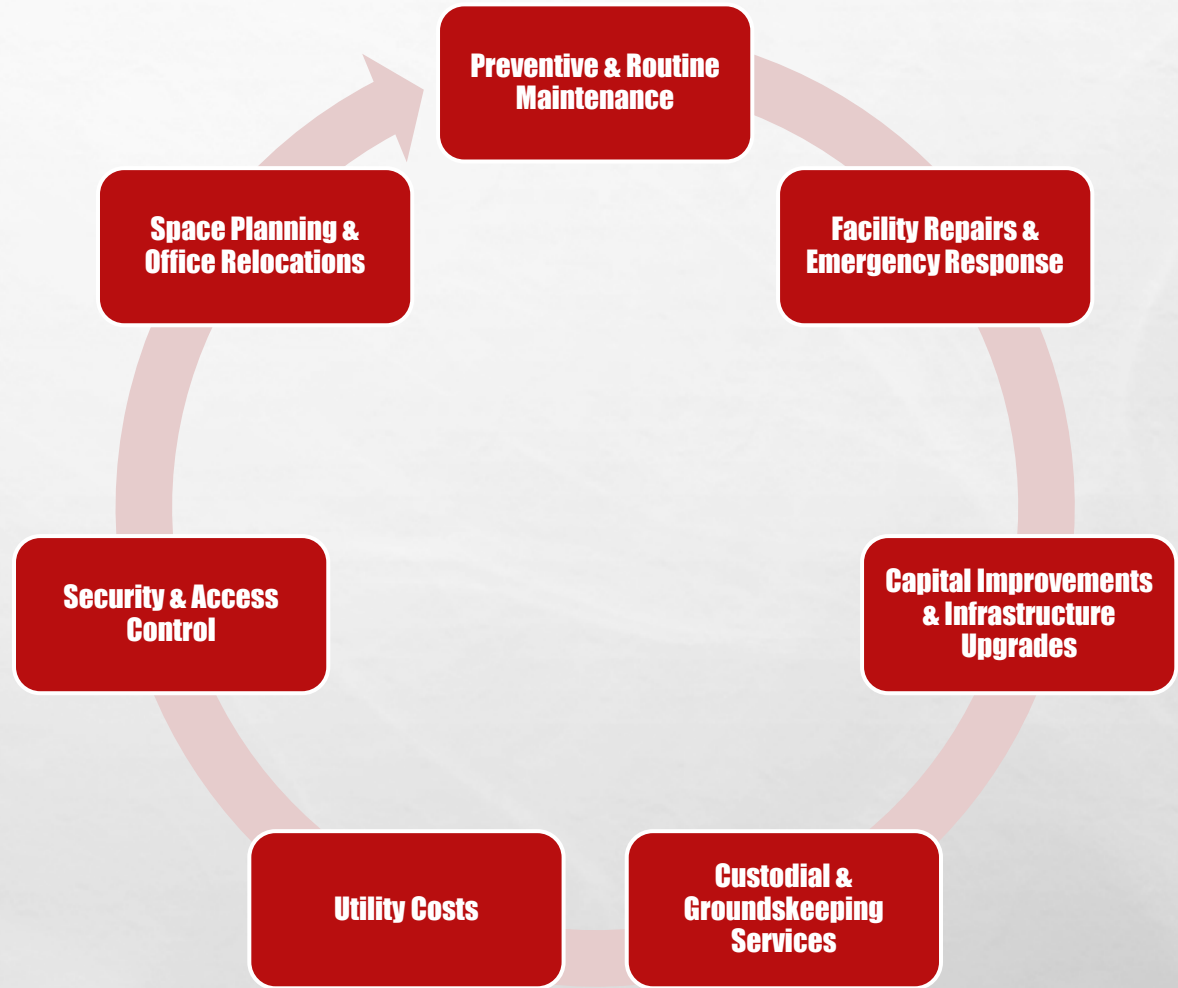 Preventive & Routine
Maintenance
Facility Repairs &
Emergency Response
Capital Improvements
& Infrastructure
Upgrades
Custodial &
Groundskeeping
Services
Utility Costs
Security & Access
Control
Space Planning &
Office Relocations